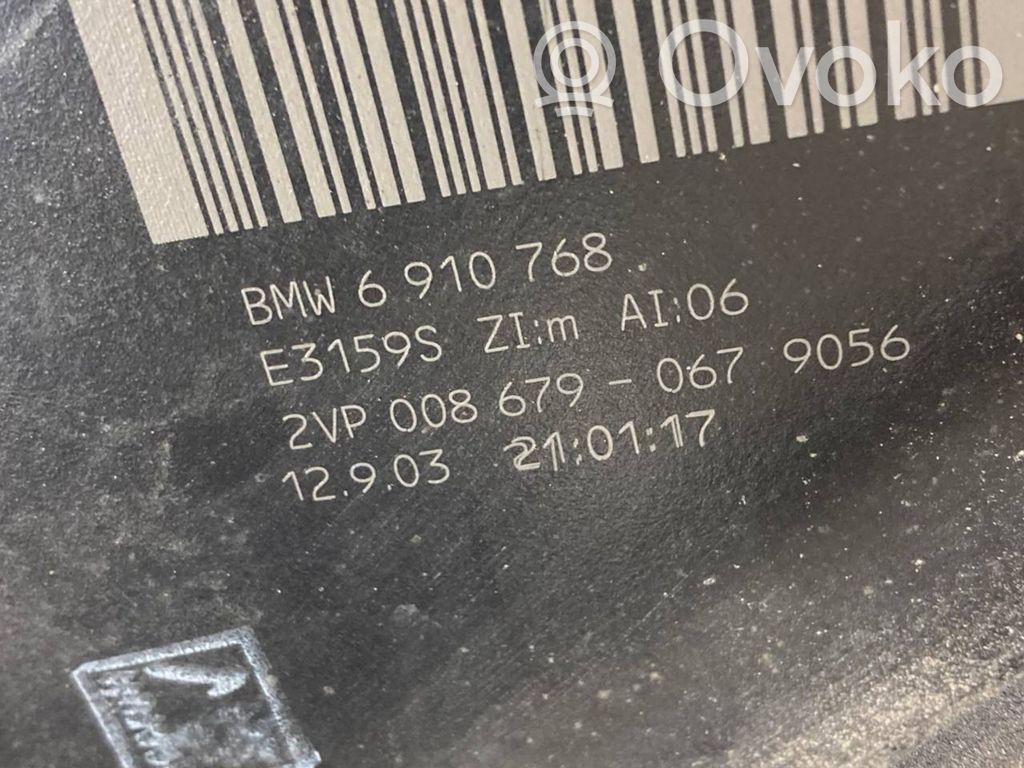 Ovoko
BMW 6 910 768
E3159S ZI:m AI:06
2VP 008 679 - 067 9056
12.9.03 21:01:17